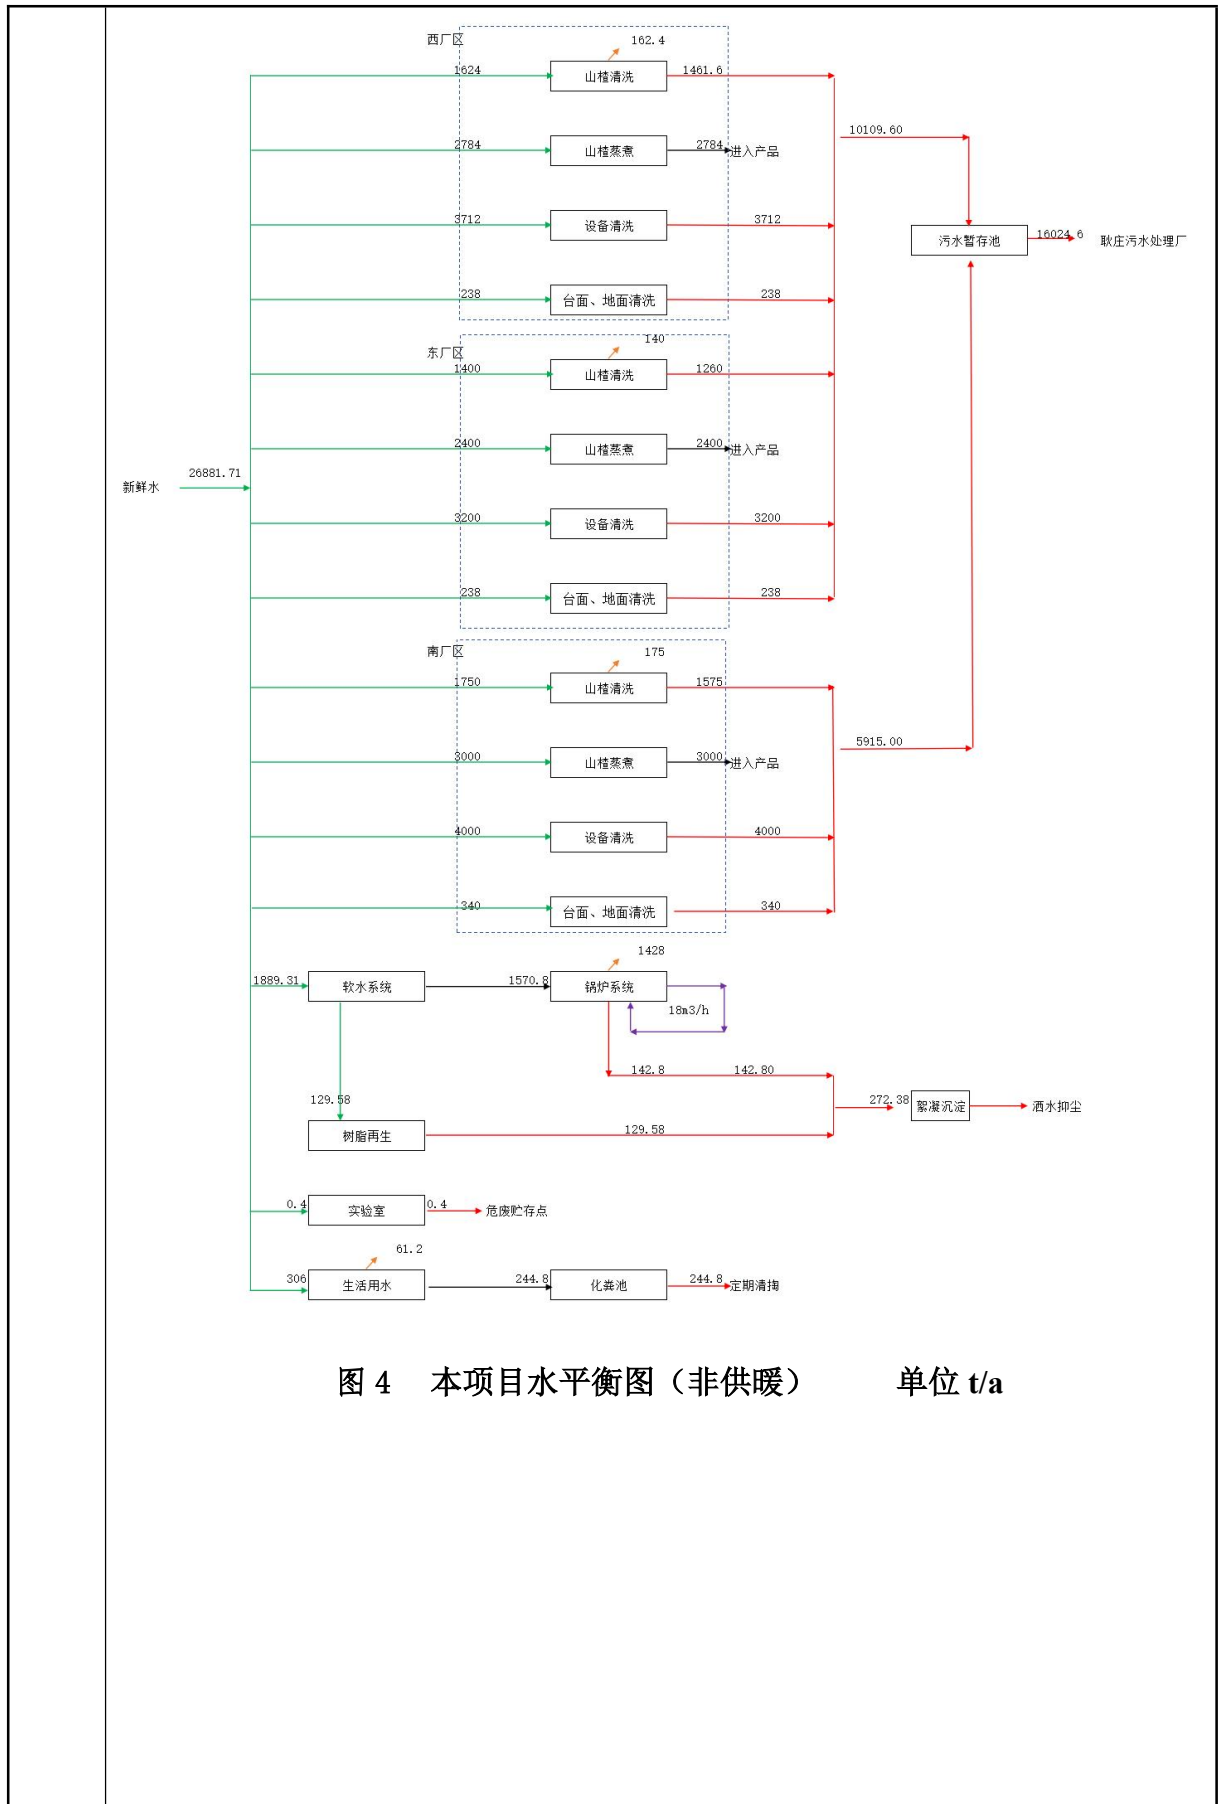 西厂区
162.4
1624
山楂清洗
1461.6
10109.60
2784
山楂蒸煮
2784
进入产品
3712
设备清洗
3712
污水暂存池
16024.6
耿庄污水处理厂
238
台面、地面清洗
238
东厂区
140
1400
山楂清洗
1260
2400
山楂蒸煮
2400
进入产品
新鲜水
26881.71
3200
设备清洗
3200
238
台面、地面清洗
238
南厂区
175
1750
山楂清洗
1575
5915.00
3000
山楂蒸煮
3000
进入产品
4000
设备清洗
4000
340
台面、地面清洗
340
1428
1889.31
软水系统
1570.8
锅炉系统
18m3/h
142.8
142.80
129.58
272.38
絮凝沉淀
洒水抑尘
树脂再生
129.58
0.4
实验室
0.4
危废贮存点
61.2
306
生活用水
244.8
化粪池
244.8
定期清掏
图 4 本项目水平衡图（非供暖） 单位 t/a